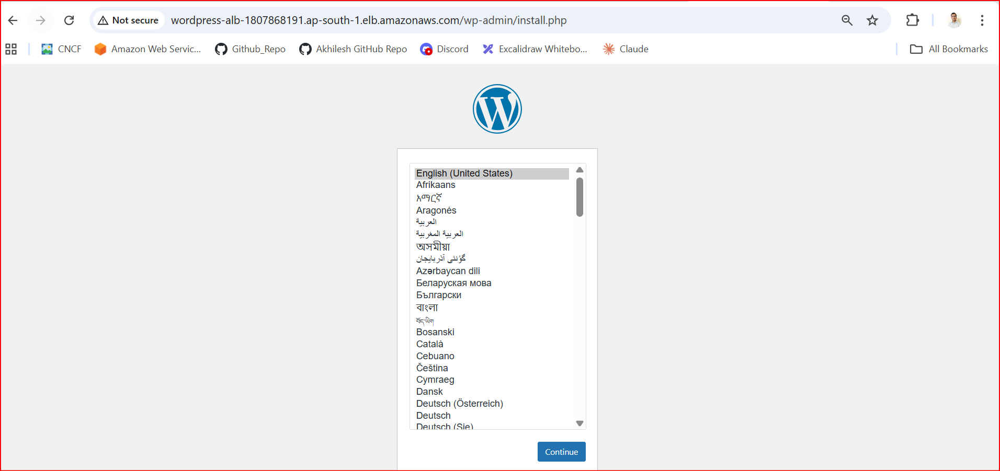 Not secure
wordpress-alb-1807868191.ap-south-1.elb.amazonaws.com/wp-admin/install.php
CNCF
Amazon Web Servic...
Github_Repo
Akhilesh GitHub Repo
Discord
Excalidraw Whitebo...
Claude
All Bookmarks
English (United States)
Afrikaans
አማርኛ
Aragonés
العربية
العربية المغربية
অসমীয়া
گؤنئی آذربایجان
Azərbaycan dili
Беларуская мова
Български
বাংলা
བོད་ཡིག
Bosanski
Català
Cebuano
Čeština
Cymraeg
Dansk
Deutsch (Österreich)
Deutsch
Deutsch (Sie)
Continue